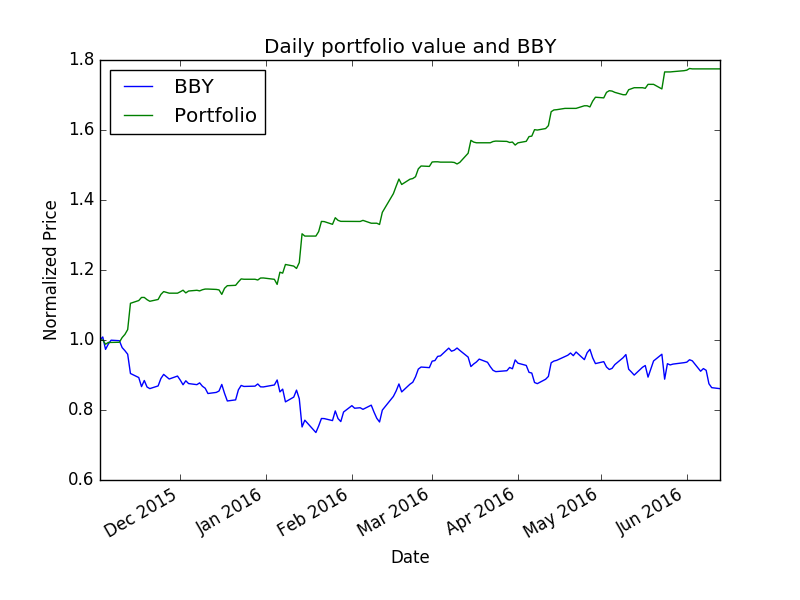 Daily portfolio value and BBY
BBY
Portfolio
1.8
1.6
1.4
1.2
1.0
0.8
0.6
Normalized Price
Dec 2015
Jan 2016
Feb 2016
Mar 2016
Apr 2016
May 2016
Jun 2016
Date